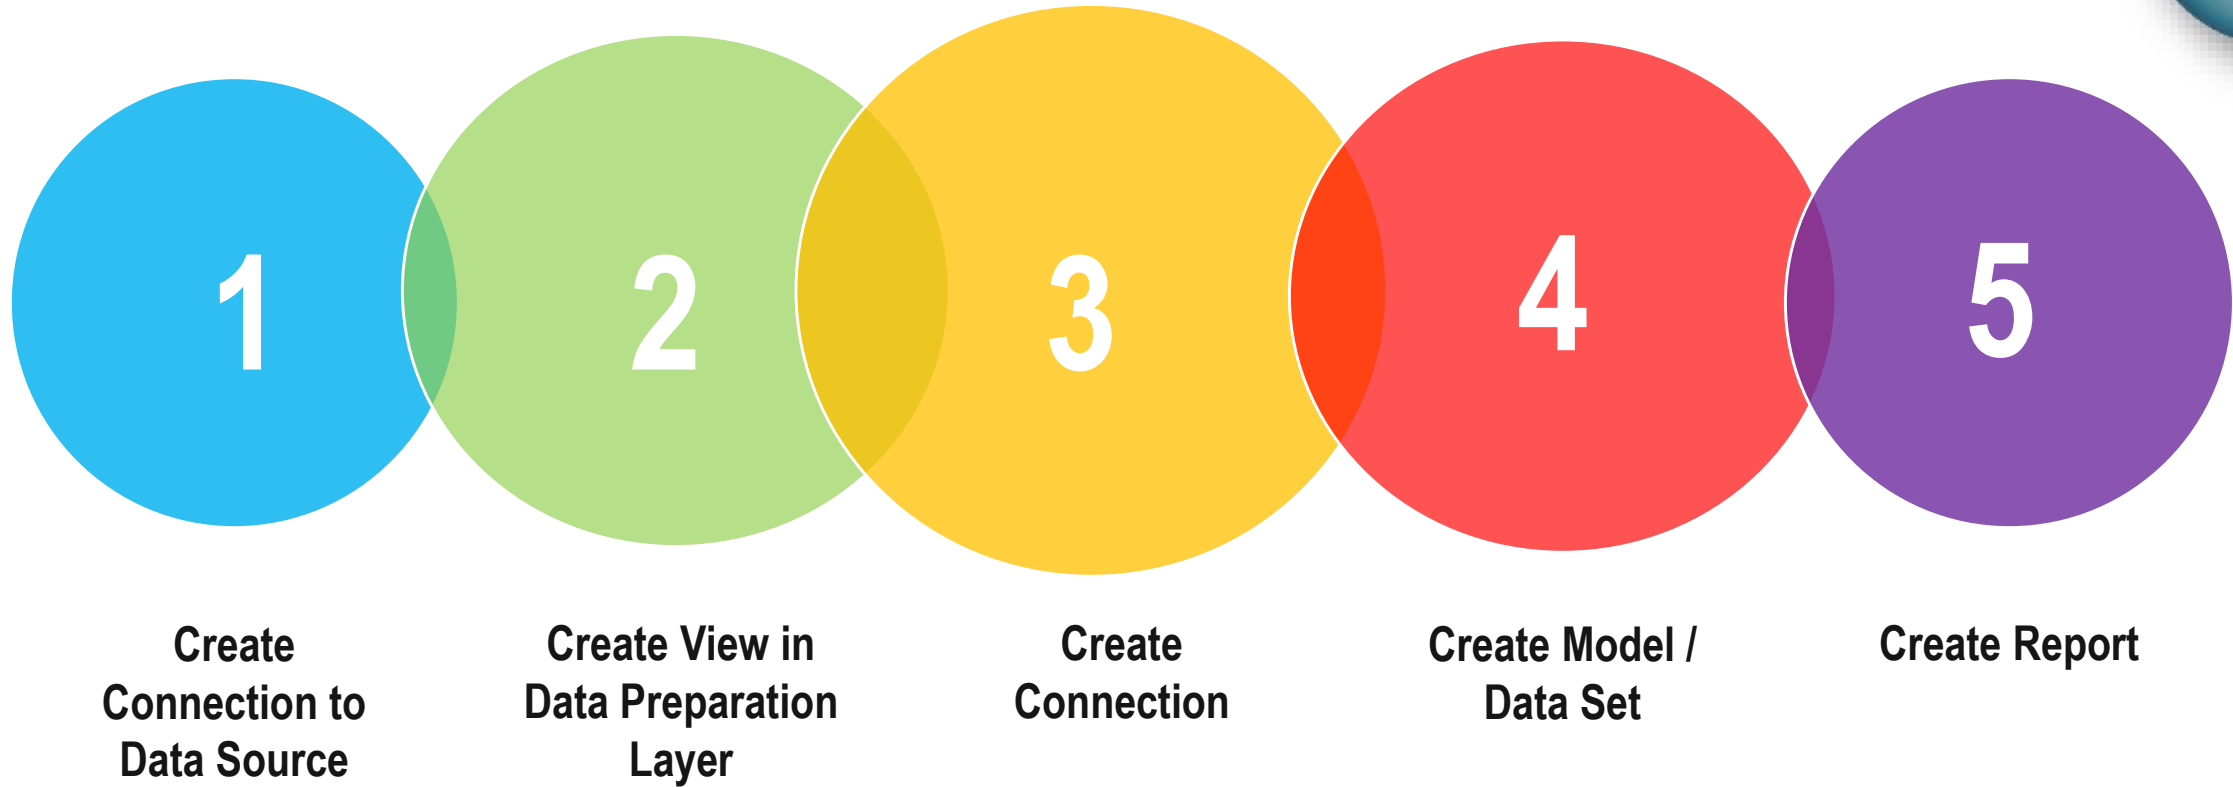 1
2
3
4
5
Create
Connection to
Data Source
Create View in
Data Preparation
Layer
Create
Connection
Create Model /
Data Set
Create Report